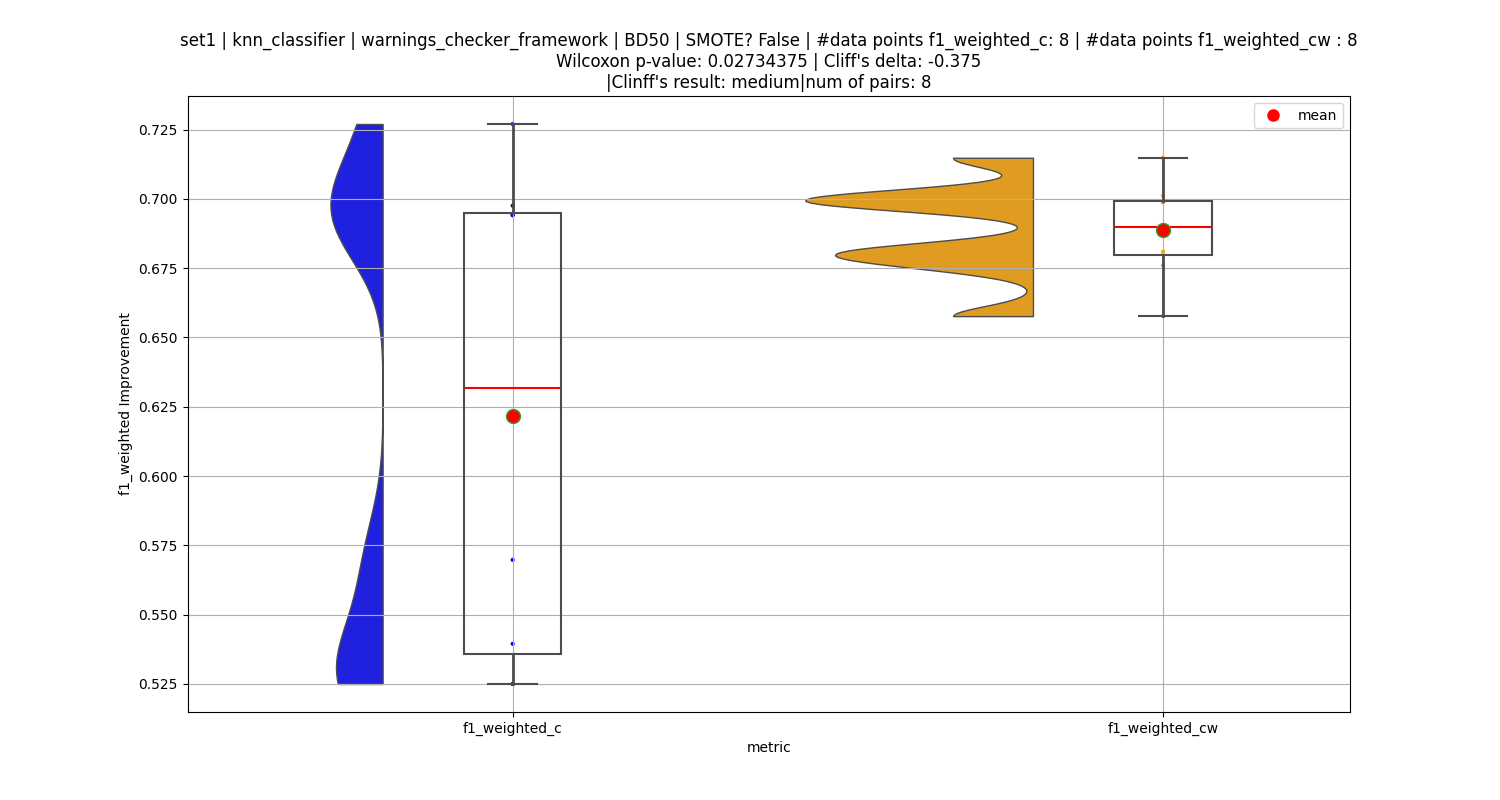 set1 | knn_classifier | warnings_checker_framework | BD50 | SMOTE? False | #data points f1_weighted_c: 8 | #data points f1_weighted_cw : 8
Wilcoxon p-value: 0.02734375 | Cliff's delta: -0.375
|Clinff's result: medium|num of pairs: 8
mean
f1_weighted Improvement
0.725
0.700
0.675
0.650
0.625
0.600
0.575
0.550
0.525
f1_weighted_c
f1_weighted_cw
metric